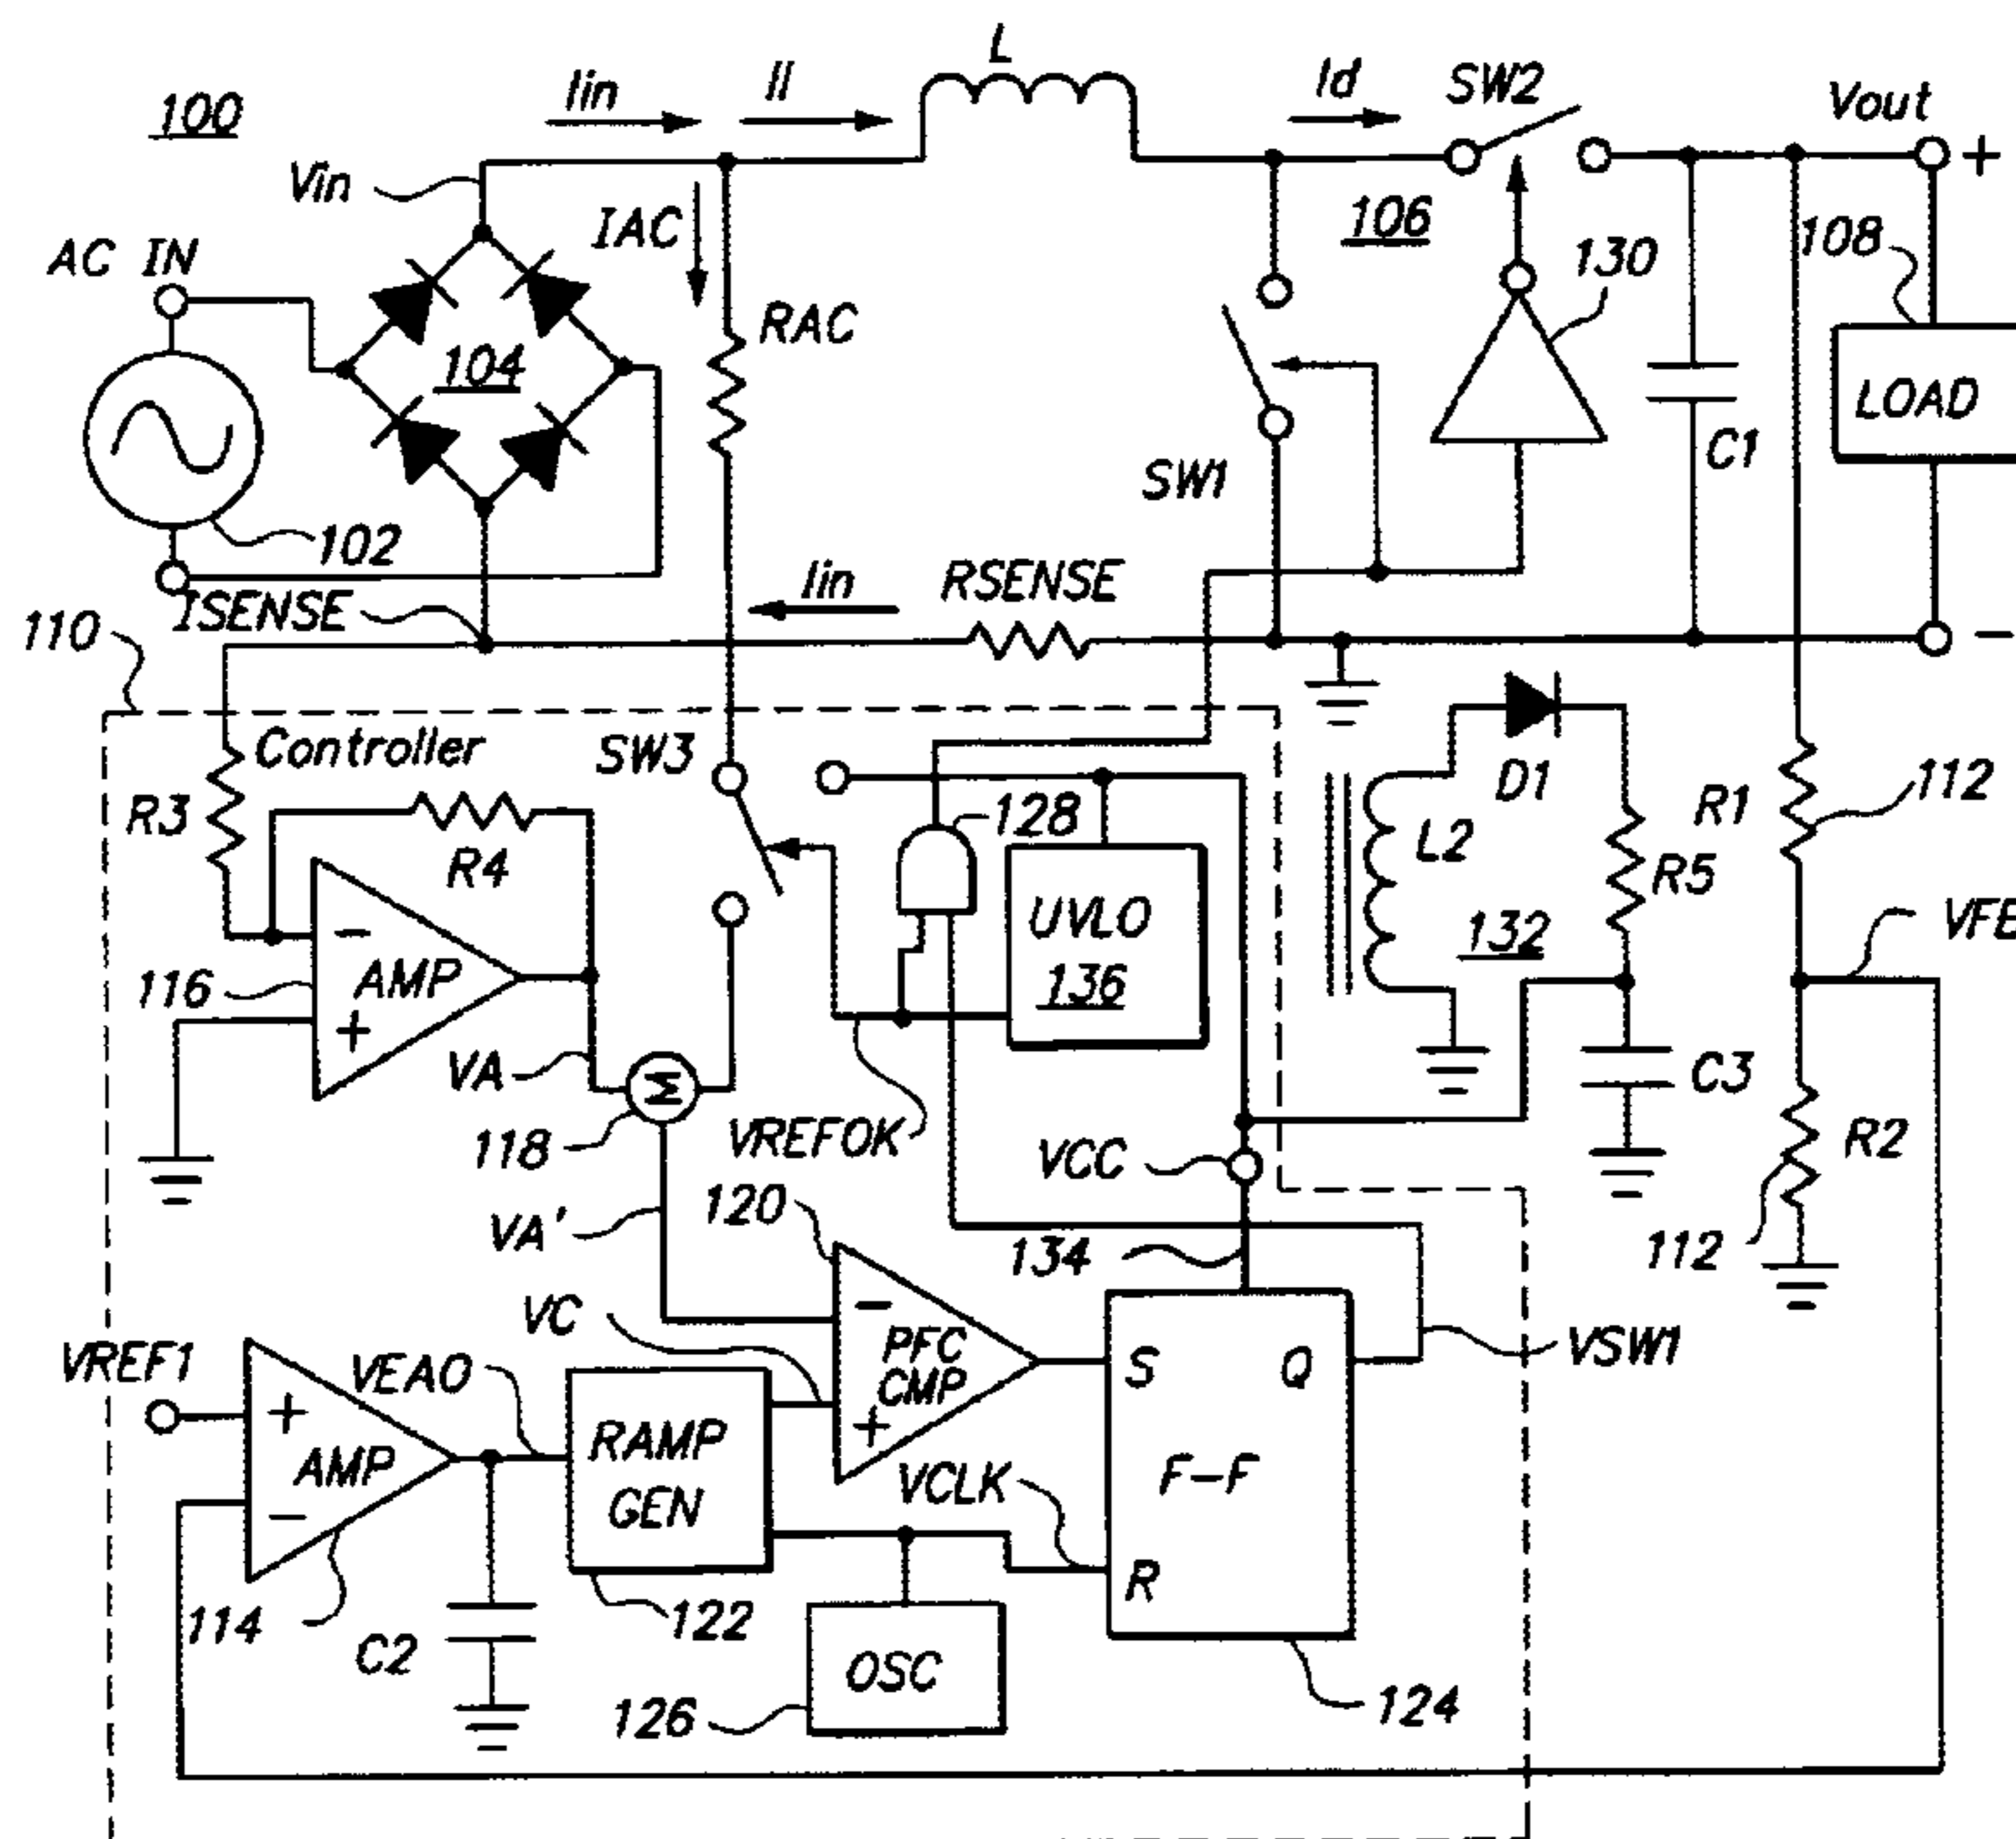 100
Iin
Il
L
Id
SW2
Vout
+
Vin
IAC
106
108
AC IN
130
RAC
104
LOAD
C1
SW1
102
Iin
RSENSE
ISENSE
110
-
Controller
SW3
D1
R1
112
R3
128
R4
L2
R5
UVLO
136
132
VFB
-
AMP
+
116
VA
Σ
C3
118
VREFOK
VCC
R2
120
VA'
134
112
VC
-
PFC
CMP
+
S
Q
VSW1
VREF1
VEAO
+
AMP
-
RAMP
GEN
VCLK
F-F
R
114
C2
122
OSC
126
124